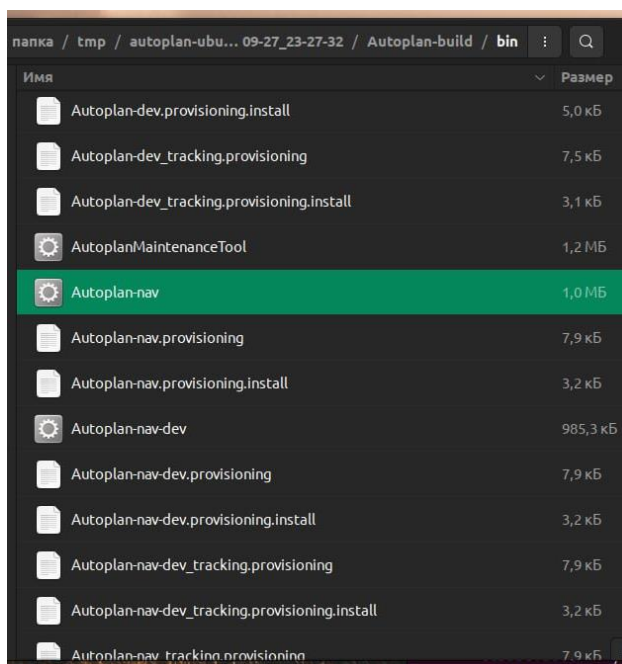 папка / tmp / autoplan-ubu... 09-27_23-27-32 / Autoplan-build / bin
Имя Размер
Autoplan-dev.provisioning.install 5,0 кБ
Autoplan-dev_tracking.provisioning 7,5 кБ
Autoplan-dev_tracking.provisioning.install 3,1 кБ
AutoplanMaintenanceTool 1,2 МБ
Autoplan-nav 1,0 МБ
Autoplan-nav.provisioning 7,9 кБ
Autoplan-nav.provisioning.install 3,2 кБ
Autoplan-nav-dev 985,3 кБ
Autoplan-nav-dev.provisioning 7,9 кБ
Autoplan-nav-dev.provisioning.install 3,2 кБ
Autoplan-nav-dev_tracking.provisioning 7,9 кБ
Autoplan-nav-dev_tracking.provisioning.install 3,2 кБ
Autoplan-nav_tracking.provisioning 7,9 кБ